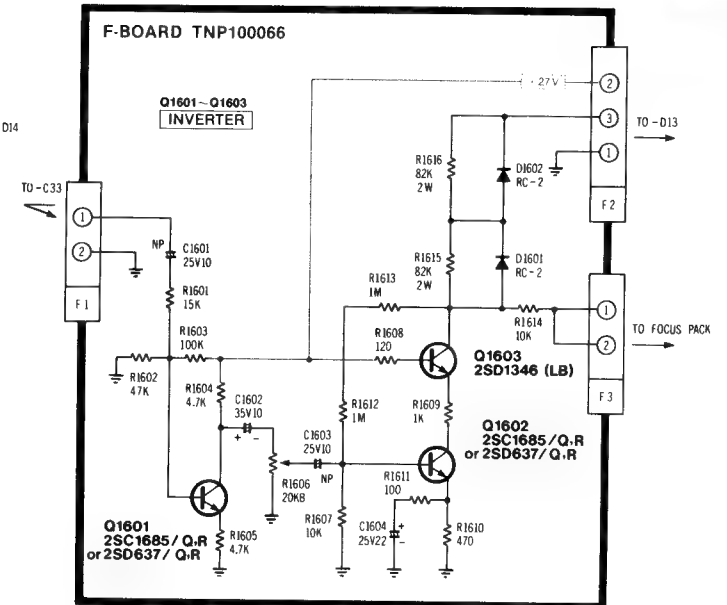 F-BOARD TNP100066
Q1601~Q1603
INVERTER
D14
TO-C33
1
2
F1
NP
C1601
25V10
R1601
15K
R1603
100K
R1602
47K
R1604
4.7K
C1602
35V10
+ -
R1606
20KB
Q1601
2SC1685/Q,R
or 2SD637/Q,R
R1605
4.7K
C1603
25V10
NP
R1607
10K
R1612
1M
R1613
1M
R1608
120
R1616
82K
2W
D1602
RC-2
R1615
82K
2W
D1601
RC-2
R1614
10K
Q1603
2SD1346 (LB)
R1609
1K
Q1602
2SC1685/Q,R
or 2SD637/Q,R
R1611
100
C1604
25V22
+
-
R1610
470
27V
2
3
1
F2
TO-D13
1
2
F3
TO FOCUS PACK